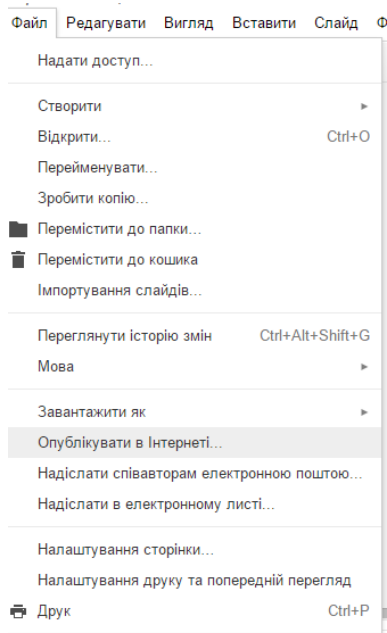 Файл Редагувати Вигляд Вставити Слайд Ф
Надати доступ...
Створити ►
Відкрити... Ctrl+O
Перейменувати...
Зробити копію...
Перемістити до папки...
Перемістити до кошика
Імпортування слайдів...
Переглянути історію змін Ctrl+Alt+Shift+G
Мова ►
Завантажити як ►
Опублікувати в Інтернеті...
Надіслати співавторам електронною поштою...
Надіслати в електронному листі...
Налаштування сторінки...
Налаштування друку та попередній перегляд
Друк Ctrl+P